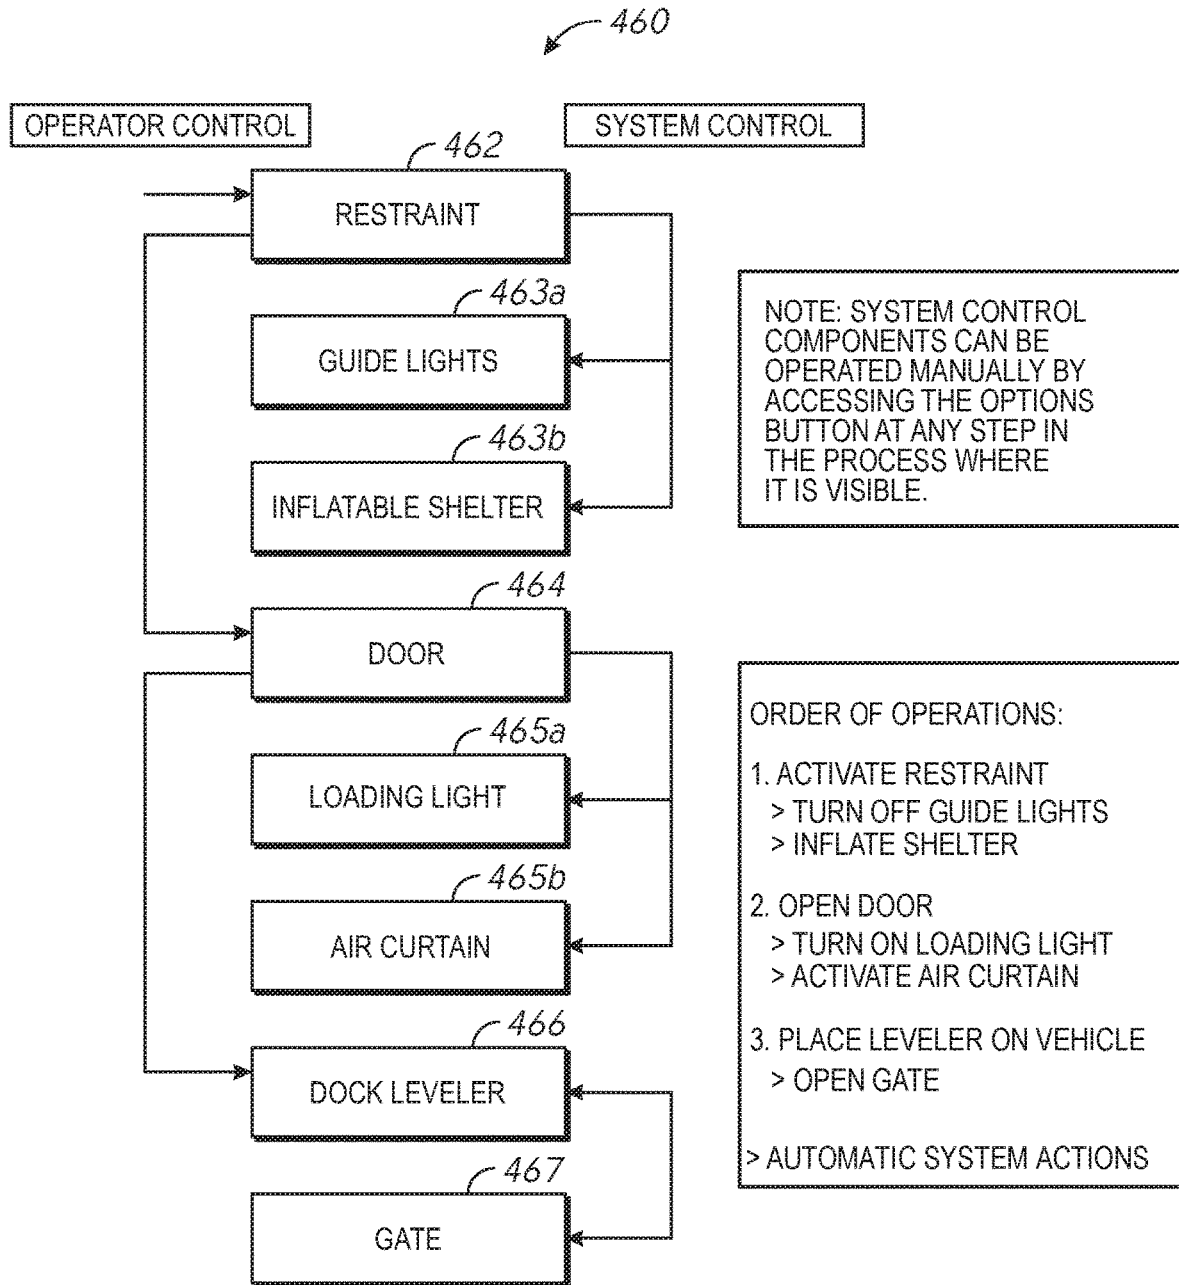 460
OPERATOR CONTROL
SYSTEM CONTROL
462
RESTRAINT
463a
GUIDE LIGHTS
463b
INFLATABLE SHELTER
464
DOOR
465a
LOADING LIGHT
465b
AIR CURTAIN
466
DOCK LEVELER
467
GATE
NOTE: SYSTEM CONTROL
COMPONENTS CAN BE
OPERATED MANUALLY BY
ACCESSING THE OPTIONS
BUTTON AT ANY STEP IN
THE PROCESS WHERE
IT IS VISIBLE.
ORDER OF OPERATIONS:
1. ACTIVATE RESTRAINT
> TURN OFF GUIDE LIGHTS
> INFLATE SHELTER
2. OPEN DOOR
> TURN ON LOADING LIGHT
> ACTIVATE AIR CURTAIN
3. PLACE LEVELER ON VEHICLE
> OPEN GATE
> AUTOMATIC SYSTEM ACTIONS